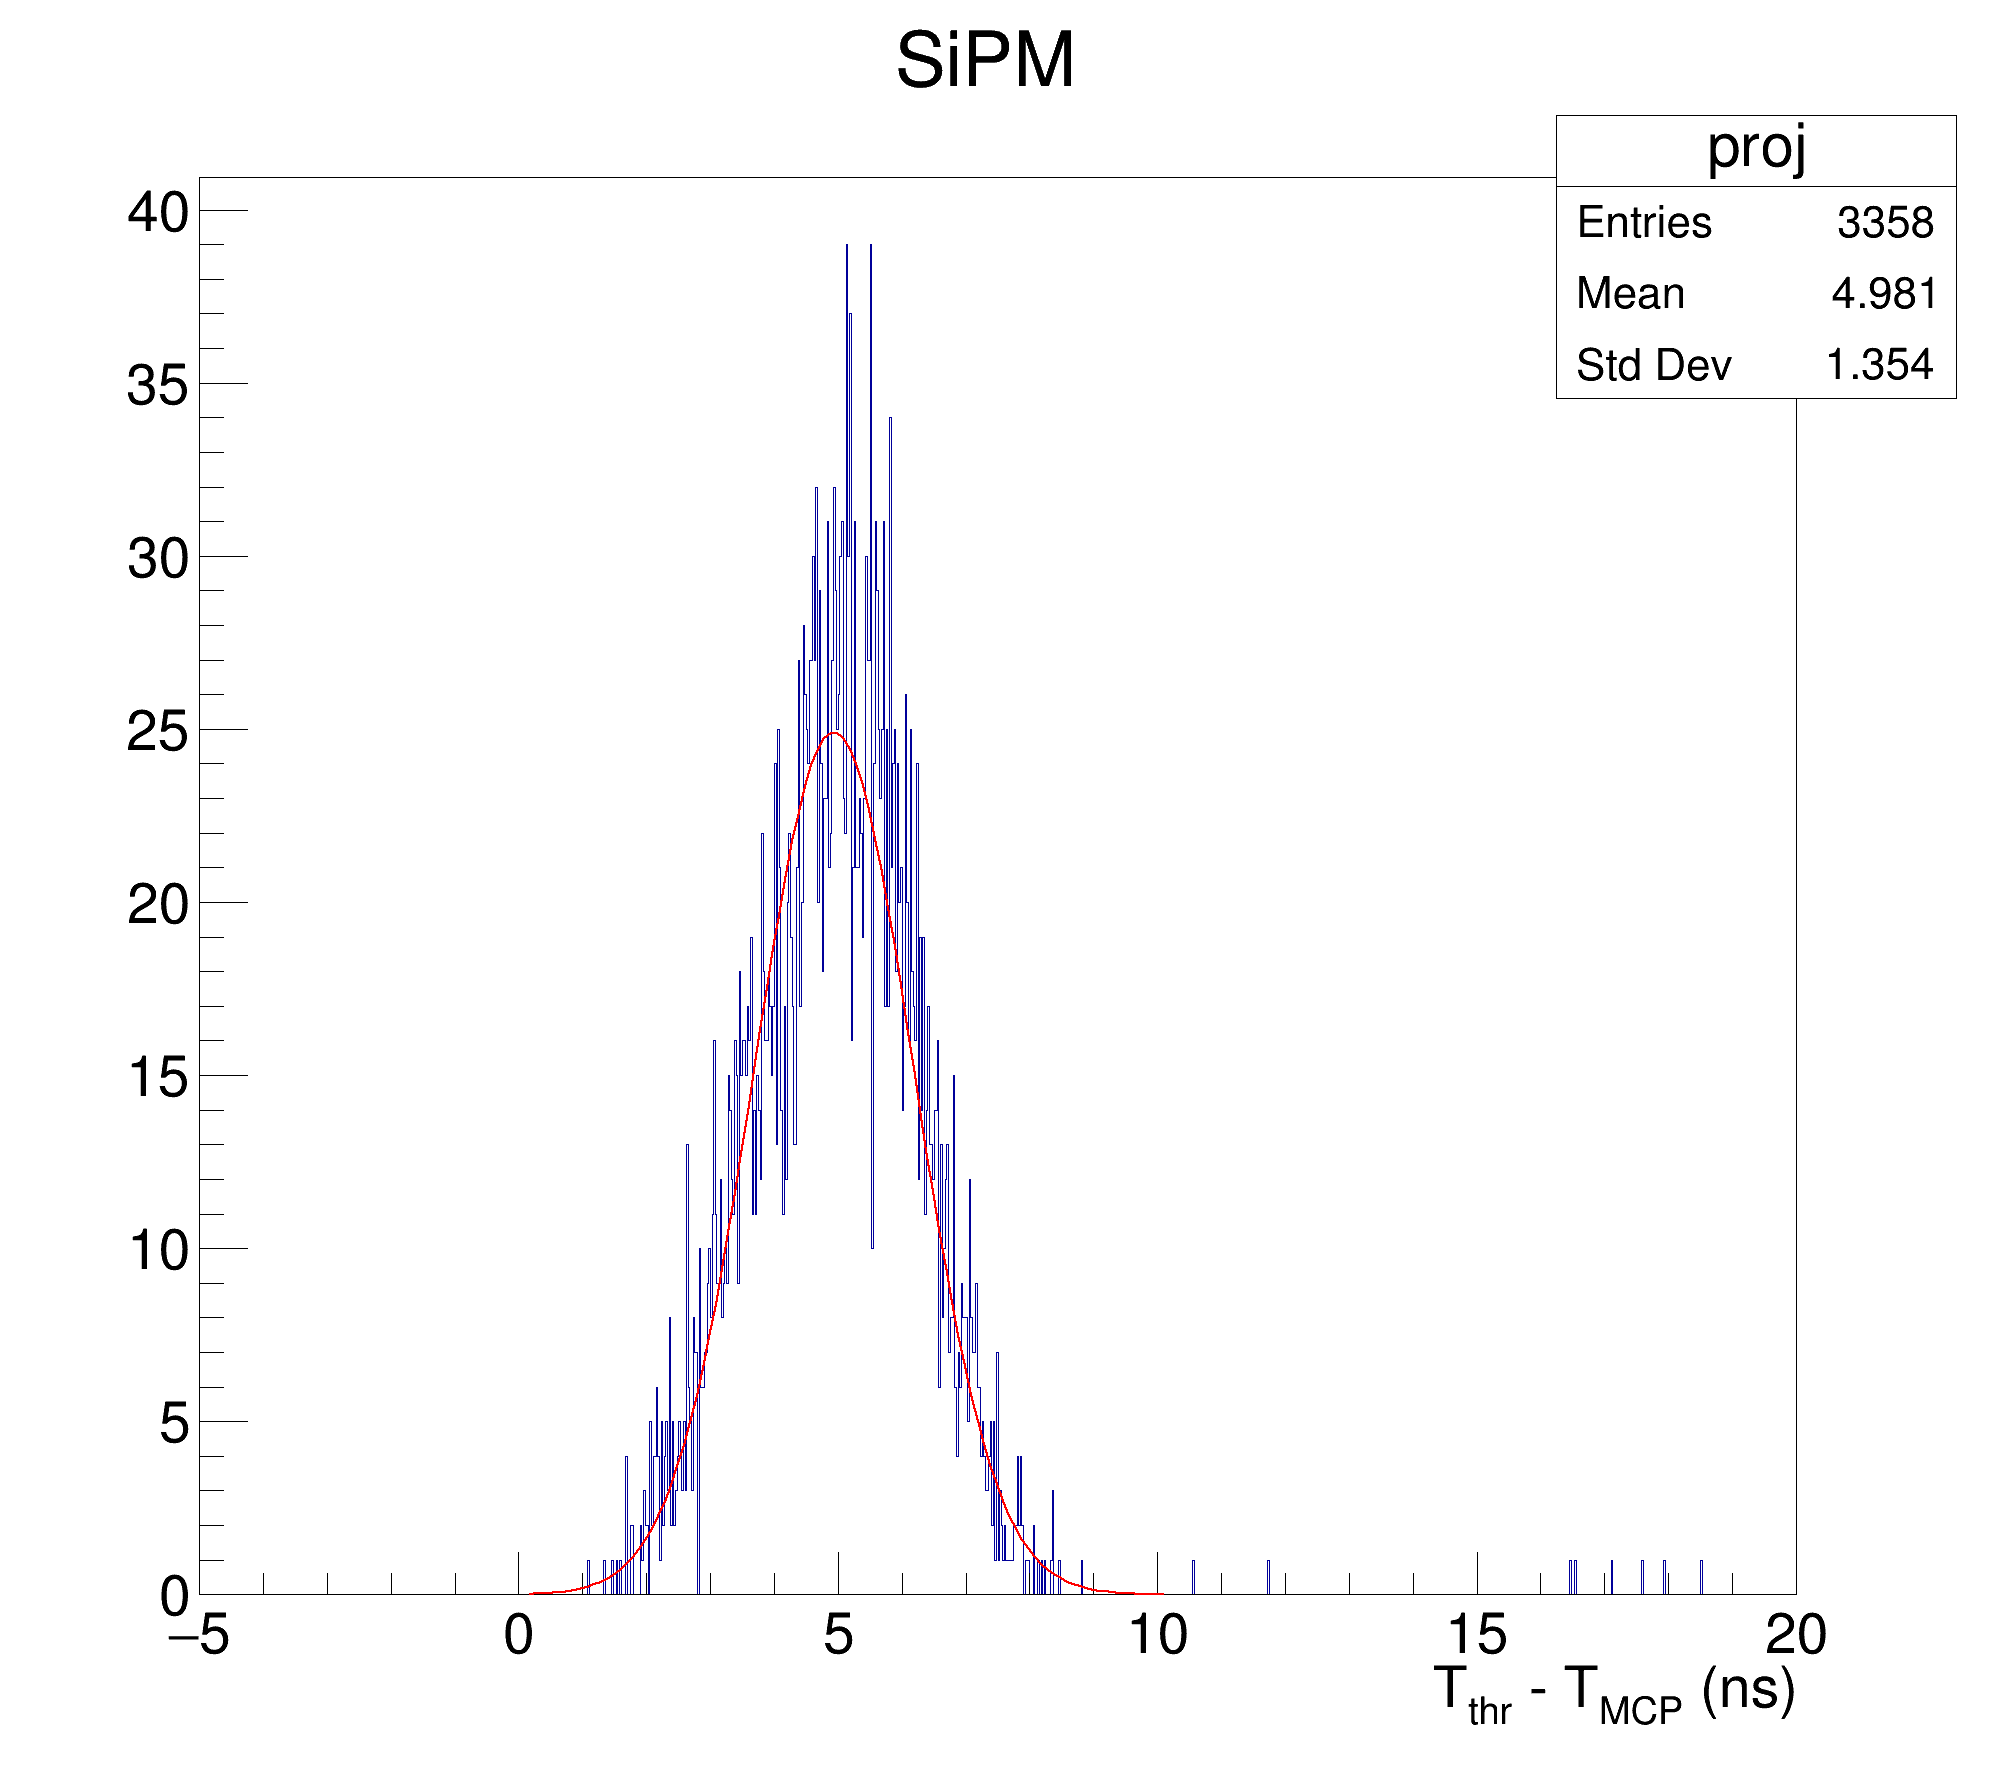 SiPM
proj
Entries 3358
Mean 4.981
Std Dev 1.354
40
35
30
25
20
15
10
5
0
−5 0 5 10 15 20
T_thr - T_MCP (ns)